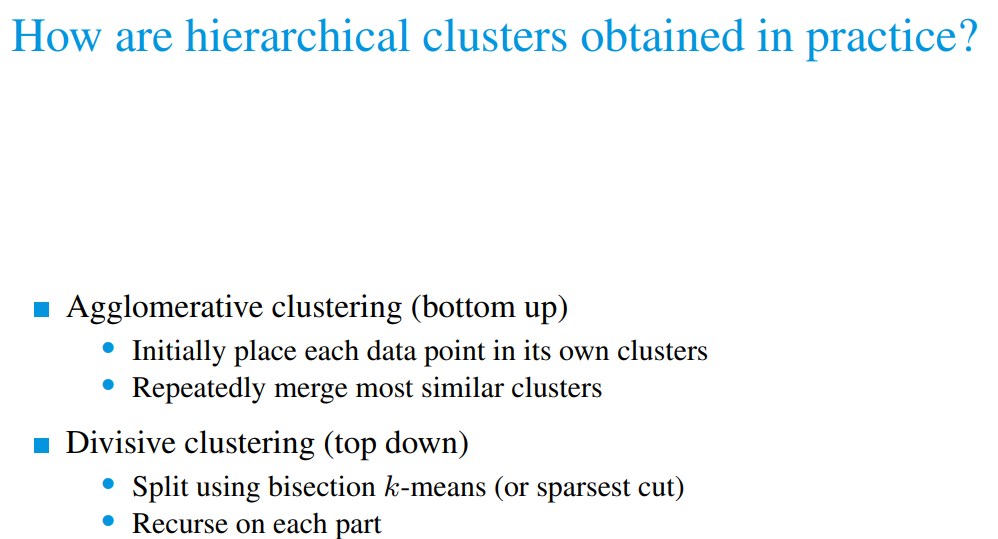 How are hierarchical clusters obtained in practice?
Agglomerative clustering (bottom up)
Initially place each data point in its own clusters
Repeatedly merge most similar clusters
Divisive clustering (top down)
Split using bisection k-means (or sparsest cut)
Recurse on each part